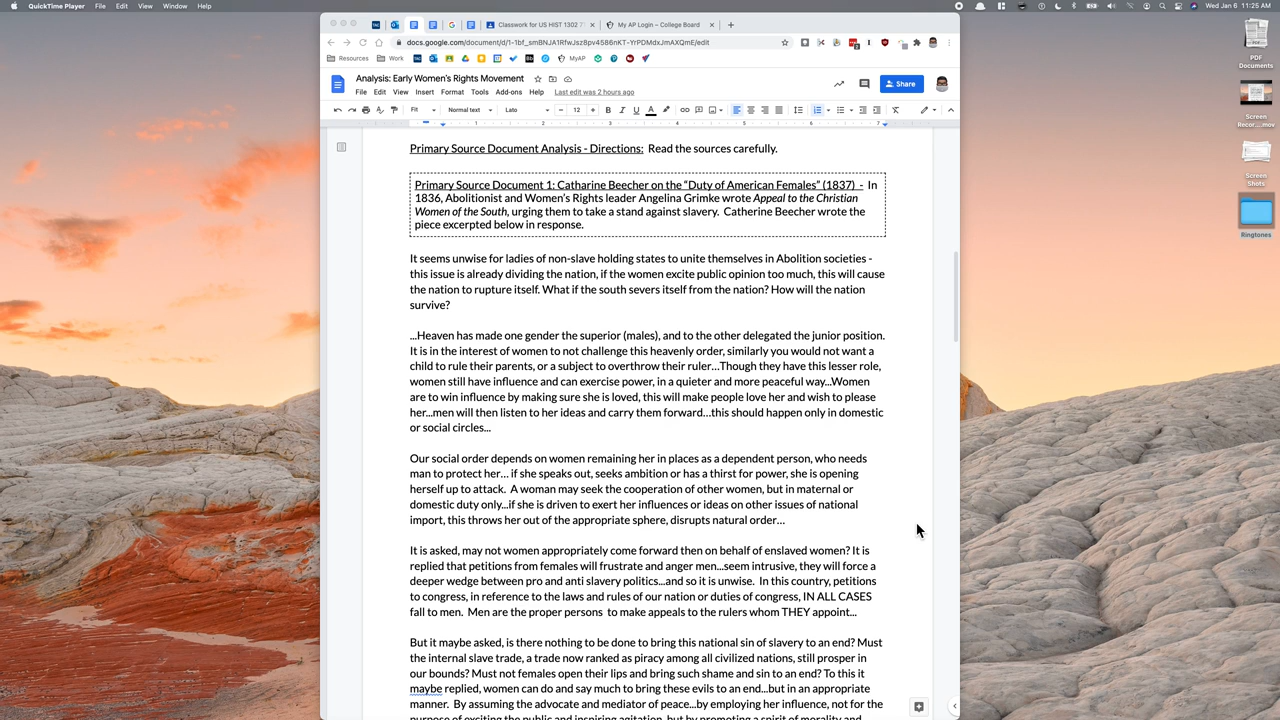 QuickTime Player File Edit View Window Help
Wed Jan 6 11:25 AM
Classwork for US HIST 1302
My AP Login – College Board
docs.google.com/document/d/1-1bf_smBNJA1RfwJsz8pv4586nKT-YrPDMdxJmAXQmE/edit
Resources Work MyAP
Analysis: Early Women's Rights Movement
File Edit View Insert Format Tools Add-ons Help Last edit was 2 hours ago
Share
Fit Normal text Lato 12
1 2 3 4 5 6 7
Primary Source Document Analysis - Directions: Read the sources carefully.
Primary Source Document 1: Catharine Beecher on the "Duty of American Females" (1837) - In
1836, Abolitionist and Women's Rights leader Angelina Grimke wrote Appeal to the Christian
Women of the South, urging them to take a stand against slavery. Catherine Beecher wrote the
piece excerpted below in response.
It seems unwise for ladies of non-slave holding states to unite themselves in Abolition societies -
this issue is already dividing the nation, if the women excite public opinion too much, this will cause
the nation to rupture itself. What if the south severs itself from the nation? How will the nation
survive?
...Heaven has made one gender the superior (males), and to the other delegated the junior position.
It is in the interest of women to not challenge this heavenly order, similarly you would not want a
child to rule their parents, or a subject to overthrow their ruler...Though they have this lesser role,
women still have influence and can exercise power, in a quieter and more peaceful way...Women
are to win influence by making sure she is loved, this will make people love her and wish to please
her...men will then listen to her ideas and carry them forward...this should happen only in domestic
or social circles...
Our social order depends on women remaining her in places as a dependent person, who needs
man to protect her... if she speaks out, seeks ambition or has a thirst for power, she is opening
herself up to attack. A woman may seek the cooperation of other women, but in maternal or
domestic duty only...if she is driven to exert her influences or ideas on other issues of national
import, this throws her out of the appropriate sphere, disrupts natural order...
It is asked, may not women appropriately come forward then on behalf of enslaved women? It is
replied that petitions from females will frustrate and anger men...seem intrusive, they will force a
deeper wedge between pro and anti slavery politics...and so it is unwise. In this country, petitions
to congress, in reference to the laws and rules of our nation or duties of congress, IN ALL CASES
fall to men. Men are the proper persons to make appeals to the rulers whom THEY appoint...
But it maybe asked, is there nothing to be done to bring this national sin of slavery to an end? Must
the internal slave trade, a trade now ranked as piracy among all civilized nations, still prosper in
our bounds? Must not females open their lips and bring such shame and sin to an end? To this it
maybe replied, women can do and say much to bring these evils to an end...but in an appropriate
manner. By assuming the advocate and mediator of peace...by employing her influence, not for the
purpose of exciting the public and inspiring agitation, but by promoting a spirit of morality and
PDF
Documents
Screen
Recor....mov
Screen
Shots
Ringtones